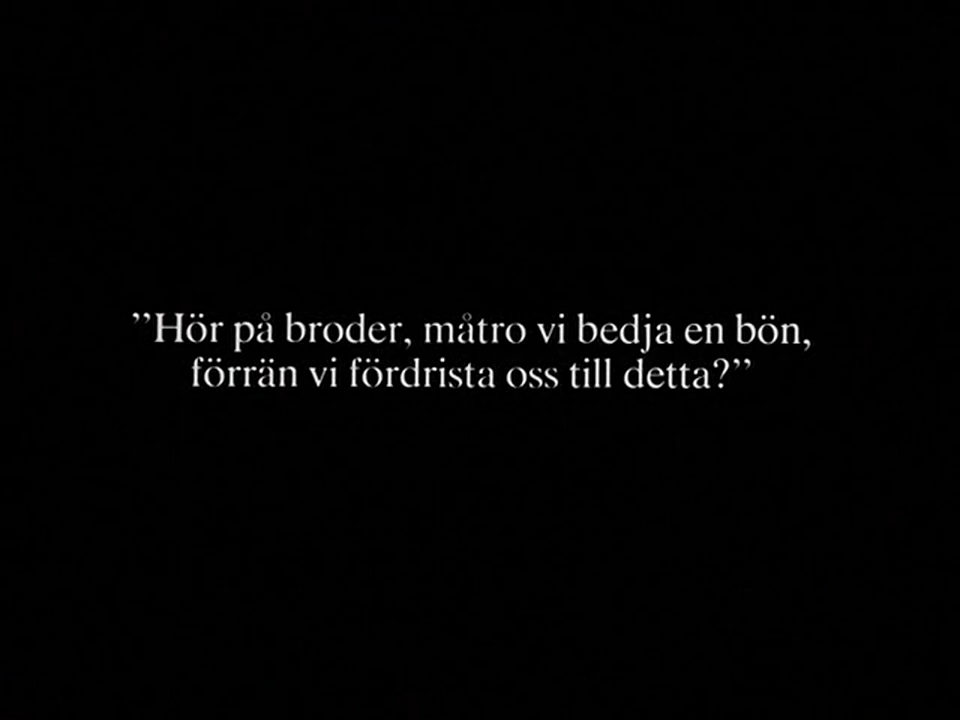 ”Hör på broder, måtro vi bedja en bön,
förrän vi fördrista oss till detta?”